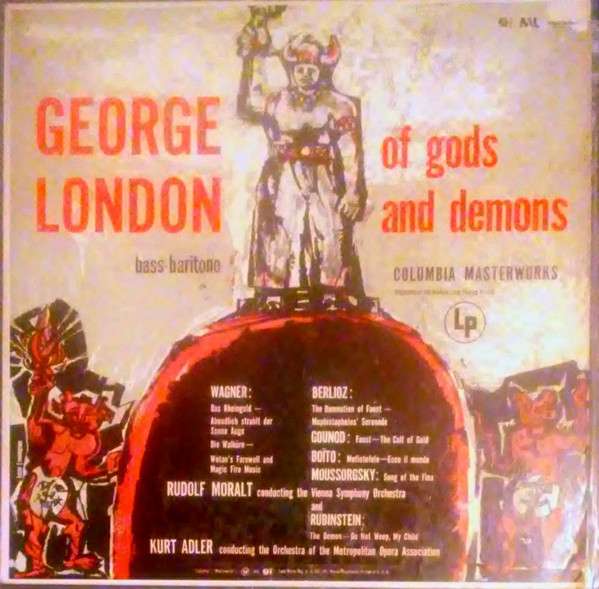 GEORGE
LONDON
bass-baritone
of gods
and demons
COLUMBIA MASTERWORKS
LP
WAGNER:
Das Rheingold—
Abendlich strahlt der
Sonne Auge
Die Walküre—
Wotan's Farewell and
Magic Fire Music
BERLIOZ:
The Damnation of Faust—
Mephistopheles' Serenade
GOUNOD: Faust—The Calf of Gold
BOÏTO: Mefistofele—Ecco il mondo
MOUSSORGSKY: Song of the Flea
RUDOLF MORALT conducting the Vienna Symphony Orchestra
and
RUBINSTEIN:
The Demon—Do Not Weep, My Child
KURT ADLER conducting the Orchestra of the Metropolitan Opera Association